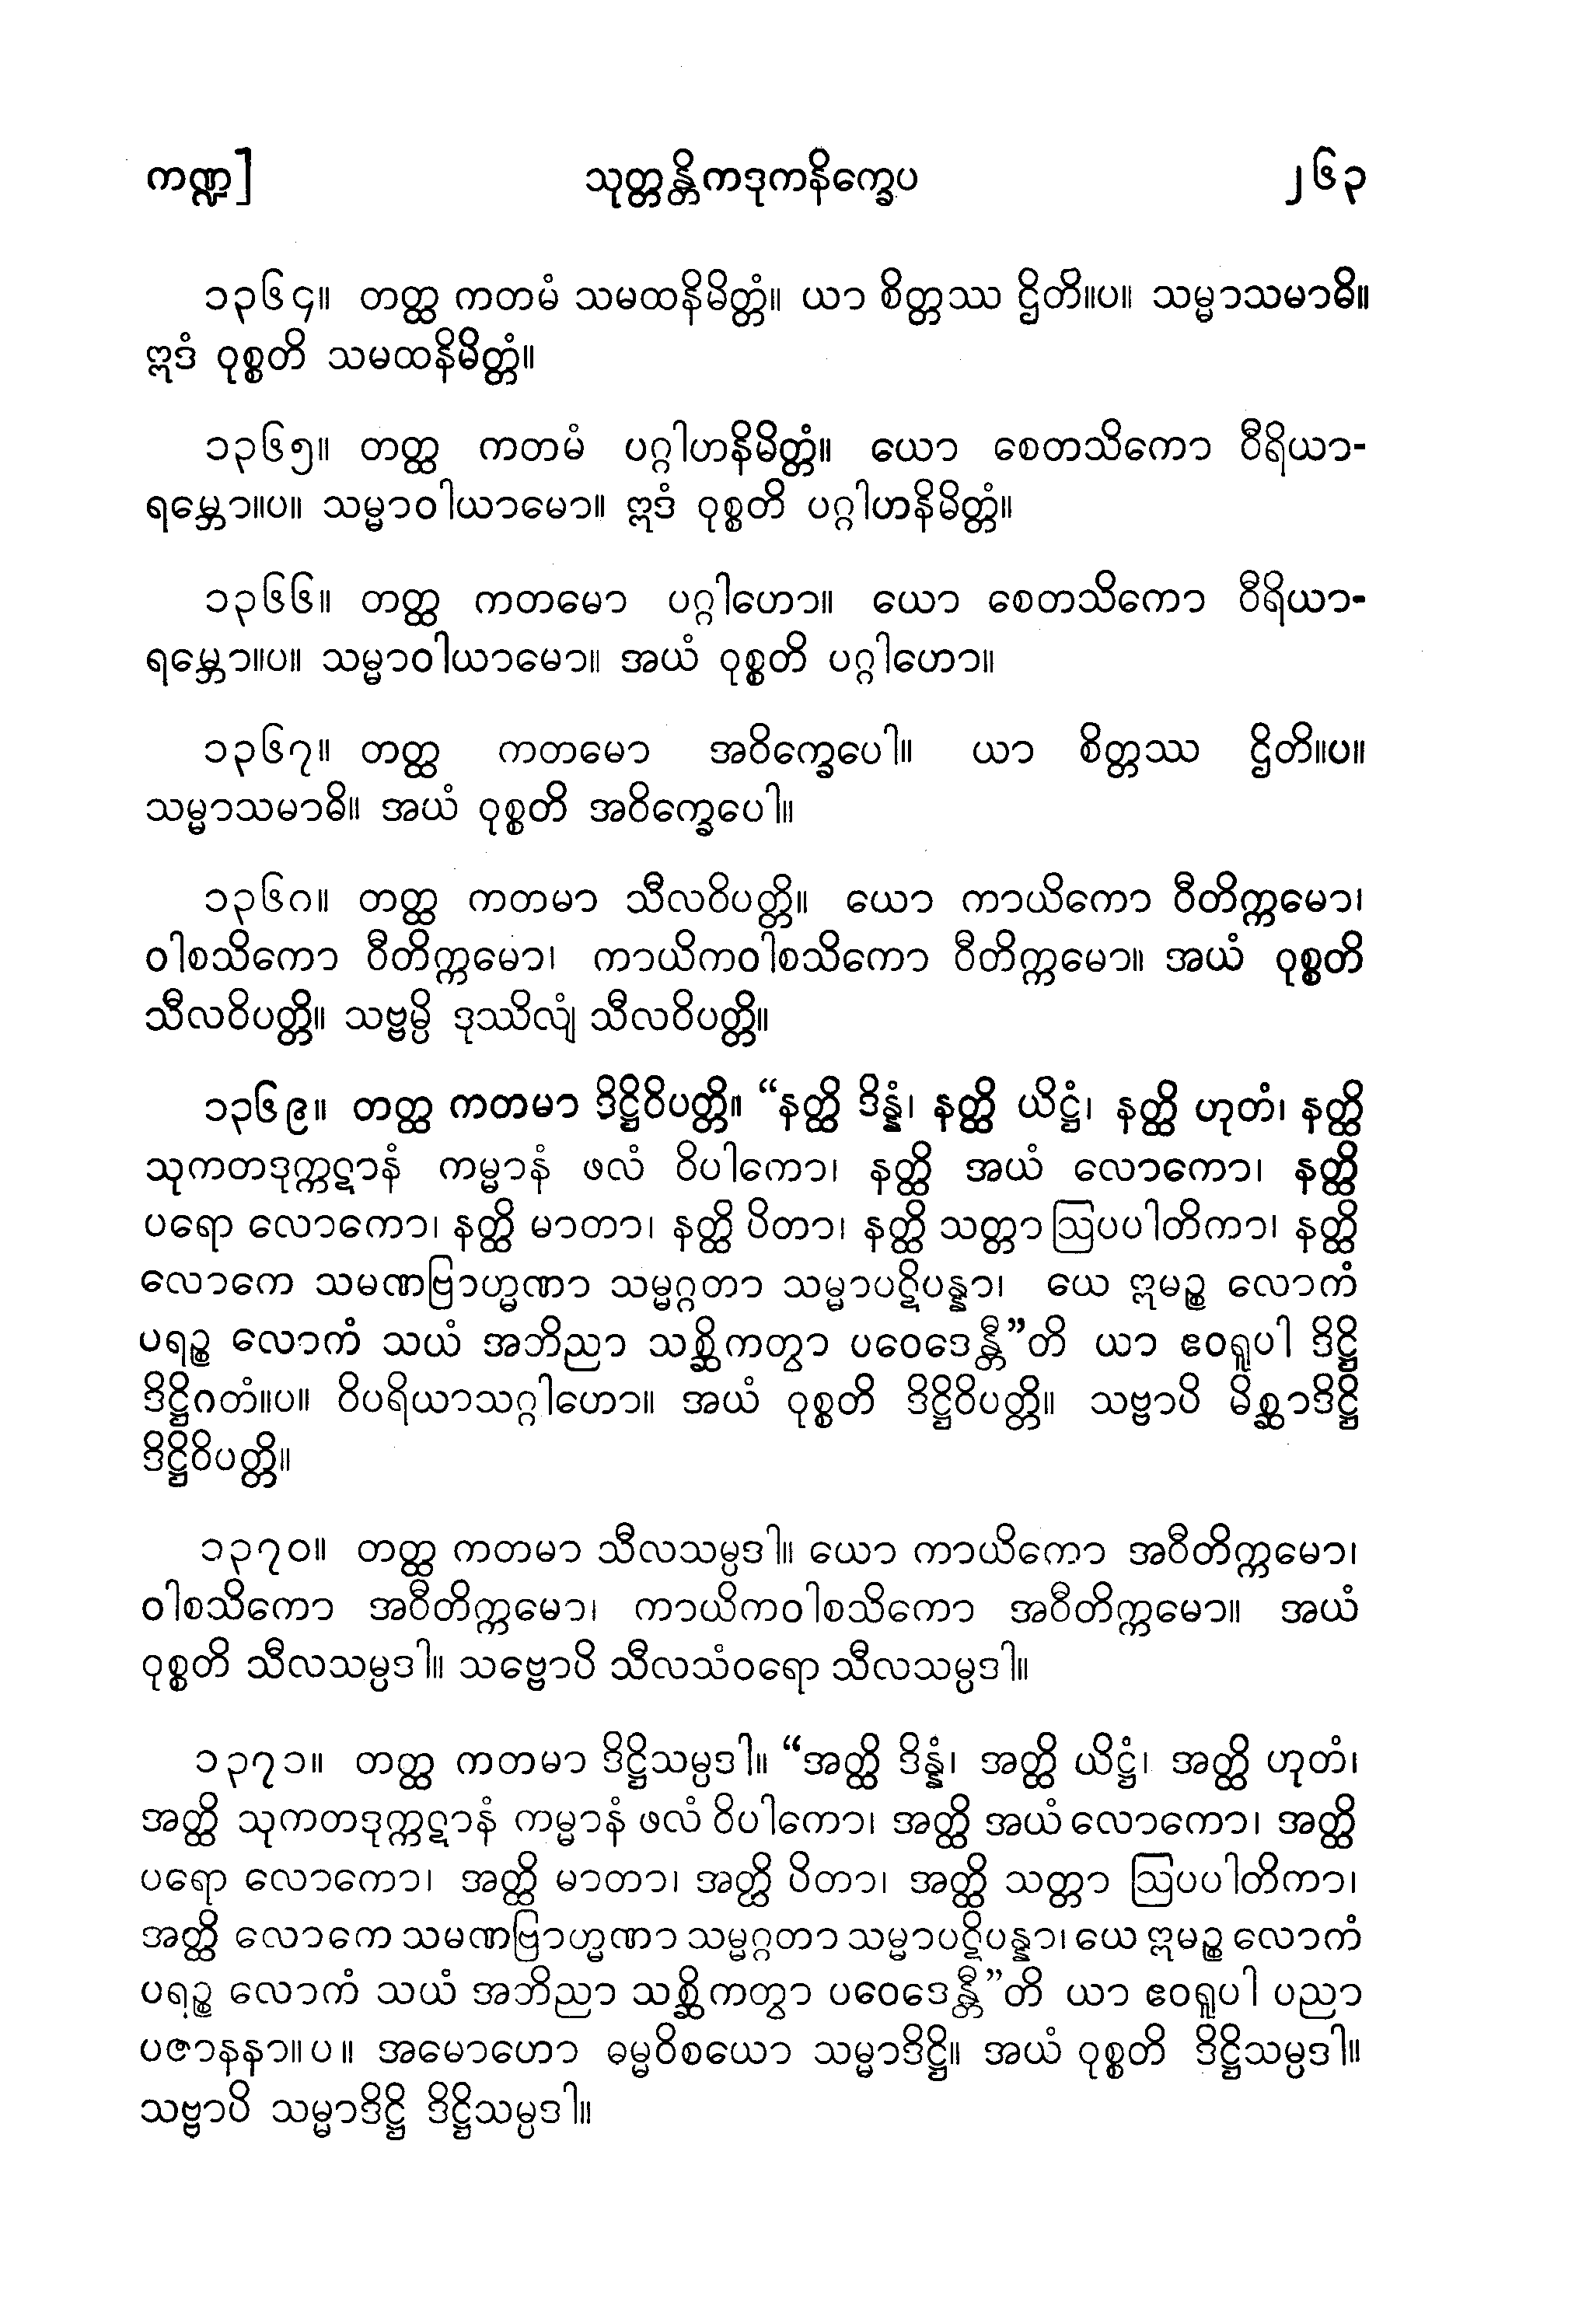 ကဏ္ဍ] သုတ္တန္တိကဒုကနိက္ခေပ ၂၆၃
၁၃၆၄။ တတ္ထ ကတမံ သမထနိမိတ္တံ။ ယာ စိတ္တဿ ဌိတိ။ပ။ သမ္မာသမာဓိ။
ဣဒံ ဝုစ္စတိ သမထနိမိတ္တံ။
၁၃၆၅။ တတ္ထ ကတမံ ပဂ္ဂါဟနိမိတ္တံ။ ယော စေတသိကော ဝီရိယာ-
ရမ္ဘော။ပ။ သမ္မာဝါယာမော။ ဣဒံ ဝုစ္စတိ ပဂ္ဂါဟနိမိတ္တံ။
၁၃၆၆။ တတ္ထ ကတမော ပဂ္ဂါဟော။ ယော စေတသိကော ဝီရိယာ-
ရမ္ဘော။ပ။ သမ္မာဝါယာမော။ အယံ ဝုစ္စတိ ပဂ္ဂါဟော။
၁၃၆၇။ တတ္ထ ကတမော အဝိက္ခေပေါ။ ယာ စိတ္တဿ ဌိတိ။ပ။
သမ္မာသမာဓိ။ အယံ ဝုစ္စတိ အဝိက္ခေပေါ။
၁၃၆၈။ တတ္ထ ကတမာ သီလဝိပတ္တိ။ ယော ကာယိကော ဝီတိက္ကမော၊
ဝါစသိကော ဝီတိက္ကမော၊ ကာယိကဝါစသိကော ဝီတိက္ကမော။ အယံ ဝုစ္စတိ
သီလဝိပတ္တိ။ သဗ္ဗမ္ပိ ဒုဿိလျံ သီလဝိပတ္တိ။
၁၃၆၉။ တတ္ထ ကတမာ ဒိဋ္ဌိဝိပတ္တိ။ “နတ္ထိ ဒိန္နံ၊ နတ္ထိ ယိဋ္ဌံ၊ နတ္ထိ ဟုတံ၊ နတ္ထိ
သုကတဒုက္ကဋာနံ ကမ္မာနံ ဖလံ ဝိပါကော၊ နတ္ထိ အယံ လောကော၊ နတ္ထိ
ပရော လောကော၊ နတ္ထိ မာတာ၊ နတ္ထိ ပိတာ၊ နတ္ထိ သတ္တာ ဩပပါတိကာ၊ နတ္ထိ
လောကေ သမဏဗြာဟ္မဏာ သမ္မဂ္ဂတာ သမ္မာပဋိပန္နာ၊ ယေ ဣမဉ္စ လောကံ
ပရဉ္စ လောကံ သယံ အဘိညာ သစ္ဆိကတွာ ပဝေဒေန္တီ”တိ ယာ ဧဝရူပါ ဒိဋ္ဌိ
ဒိဋ္ဌိဂတံ။ပ။ ဝိပရိယာသဂ္ဂါဟော။ အယံ ဝုစ္စတိ ဒိဋ္ဌိဝိပတ္တိ။ သဗ္ဗာပိ မိစ္ဆာဒိဋ္ဌိ
ဒိဋ္ဌိဝိပတ္တိ။
၁၃၇၀။ တတ္ထ ကတမာ သီလသမ္ပဒါ။ ယော ကာယိကော အဝီတိက္ကမော၊
ဝါစသိကော အဝီတိက္ကမော၊ ကာယိကဝါစသိကော အဝီတိက္ကမော။ အယံ
ဝုစ္စတိ သီလသမ္ပဒါ။ သဗ္ဗောပိ သီလသံဝရော သီလသမ္ပဒါ။
၁၃၇၁။ တတ္ထ ကတမာ ဒိဋ္ဌိသမ္ပဒါ။ “အတ္ထိ ဒိန္နံ၊ အတ္ထိ ယိဋ္ဌံ၊ အတ္ထိ ဟုတံ၊
အတ္ထိ သုကတဒုက္ကဋာနံ ကမ္မာနံ ဖလံ ဝိပါကော၊ အတ္ထိ အယံ လောကော၊ အတ္ထိ
ပရော လောကော၊ အတ္ထိ မာတာ၊ အတ္ထိ ပိတာ၊ အတ္ထိ သတ္တာ ဩပပါတိကာ၊
အတ္ထိ လောကေ သမဏဗြာဟ္မဏာ သမ္မဂ္ဂတာ သမ္မာပဋိပန္နာ၊ ယေ ဣမဉ္စ လောကံ
ပရဉ္စ လောကံ သယံ အဘိညာ သစ္ဆိကတွာ ပဝေဒေန္တီ”တိ ယာ ဧဝရူပါ ပညာ
ပဇာနနာ။ပ။ အမောဟော ဓမ္မဝိစယော သမ္မာဒိဋ္ဌိ။ အယံ ဝုစ္စတိ ဒိဋ္ဌိသမ္ပဒါ။
သဗ္ဗာပိ သမ္မာဒိဋ္ဌိ ဒိဋ္ဌိသမ္ပဒါ။